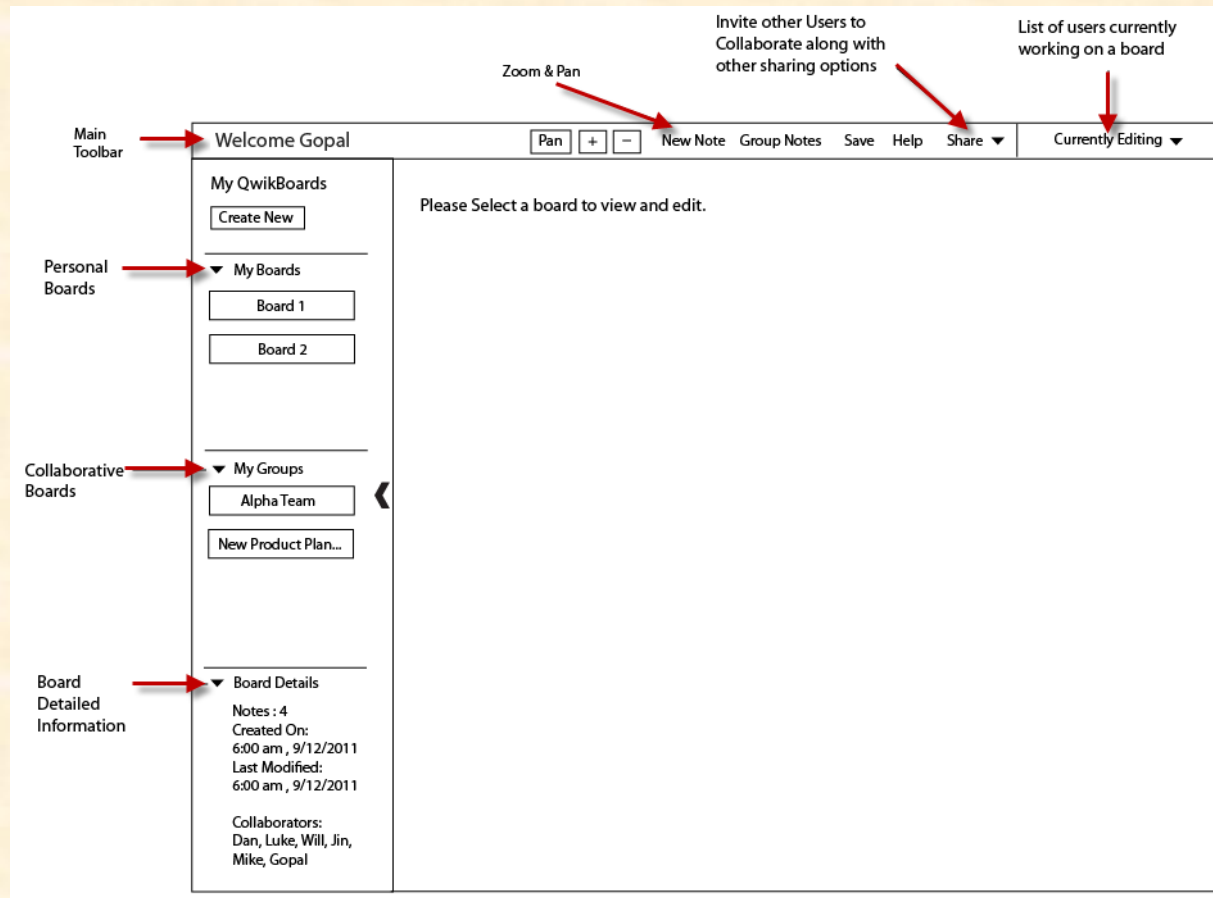 Invite other Users to
Collaborate along with
other sharing options
List of users currently
working on a board
Zoom & Pan
Main
Toolbar
Welcome Gopal
Pan + − New Note Group Notes Save Help Share Currently Editing
My QwikBoards
Create New
Please Select a board to view and edit.
Personal
Boards
My Boards
Board 1
Board 2
Collaborative
Boards
My Groups
Alpha Team
New Product Plan...
Board
Detailed
Information
Board Details
Notes : 4
Created On:
6:00 am , 9/12/2011
Last Modified:
6:00 am , 9/12/2011
Collaborators:
Dan, Luke, Will, Jin,
Mike, Gopal